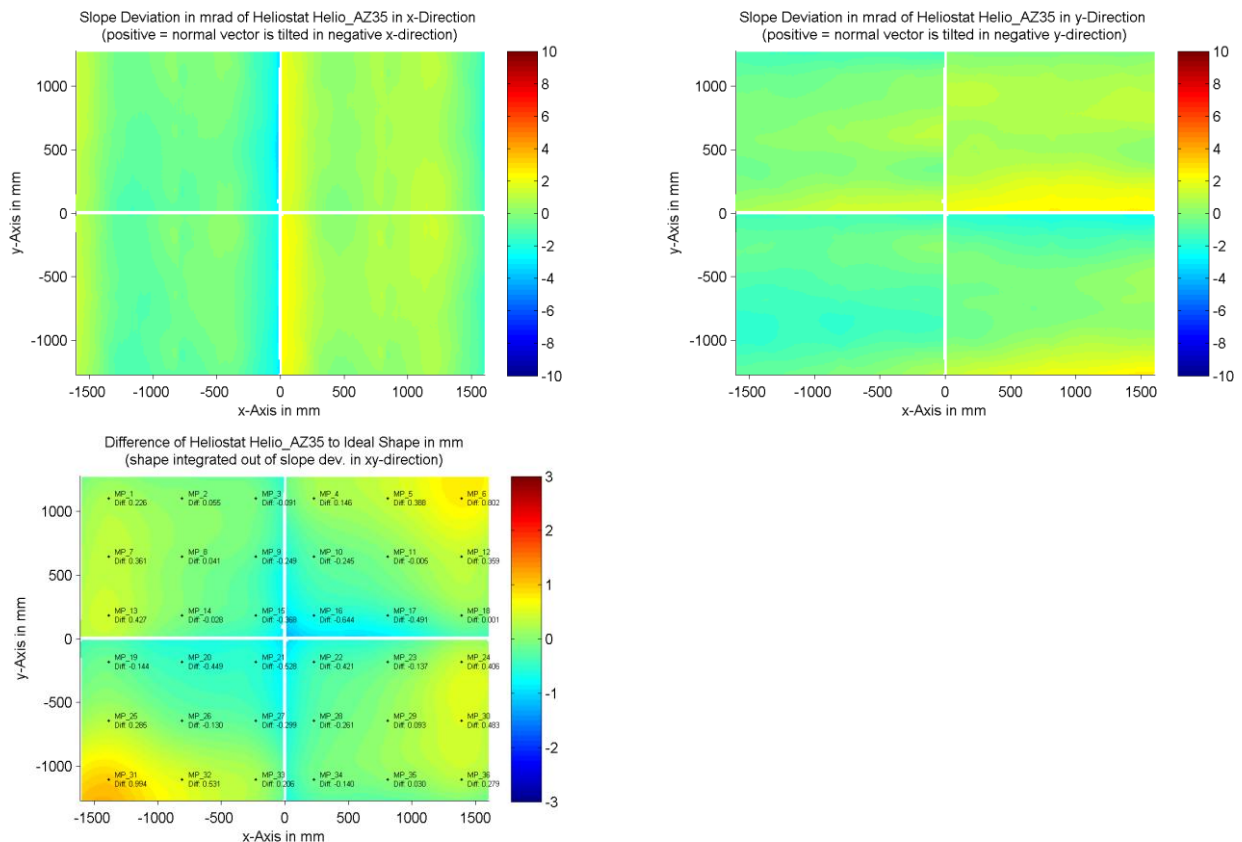 Slope Deviation in mrad of Heliostat Helio_AZ35 in x-Direction
(positive = normal vector is tilted in negative x-direction)
1000
500
0
-500
-1000
y-Axis in mm
-1500 -1000 -500 0 500 1000 1500
x-Axis in mm
10
8
6
4
2
0
-2
-4
-6
-8
-10
Slope Deviation in mrad of Heliostat Helio_AZ35 in y-Direction
(positive = normal vector is tilted in negative y-direction)
1000
500
0
-500
-1000
y-Axis in mm
-1500 -1000 -500 0 500 1000 1500
x-Axis in mm
10
8
6
4
2
0
-2
-4
-6
-8
-10
Difference of Heliostat Helio_AZ35 to Ideal Shape in mm
(shape integrated out of slope dev. in xy-direction)
1000
500
0
-500
-1000
y-Axis in mm
MP_1 MP_2 MP_3 MP_4 MP_5 MP_6
Diff: 0.226 Diff: 0.055 Diff: -0.091 Diff: 0.146 Diff: 0.388 Diff: 0.802
MP_7 MP_8 MP_9 MP_10 MP_11 MP_12
Diff: 0.361 Diff: 0.041 Diff: -0.249 Diff: -0.245 Diff: -0.005 Diff: 0.359
MP_13 MP_14 MP_15 MP_16 MP_17 MP_18
Diff: 0.427 Diff: -0.028 Diff: -0.368 Diff: -0.644 Diff: -0.491 Diff: 0.001
MP_19 MP_20 MP_21 MP_22 MP_23 MP_24
Diff: -0.144 Diff: -0.449 Diff: -0.528 Diff: -0.421 Diff: -0.137 Diff: 0.406
MP_25 MP_26 MP_27 MP_28 MP_29 MP_30
Diff: 0.285 Diff: -0.130 Diff: -0.299 Diff: -0.261 Diff: 0.093 Diff: 0.483
MP_31 MP_32 MP_33 MP_34 MP_35 MP_36
Diff: 0.994 Diff: 0.531 Diff: 0.206 Diff: -0.140 Diff: 0.030 Diff: 0.279
-1500 -1000 -500 0 500 1000 1500
x-Axis in mm
3
2
1
0
-1
-2
-3